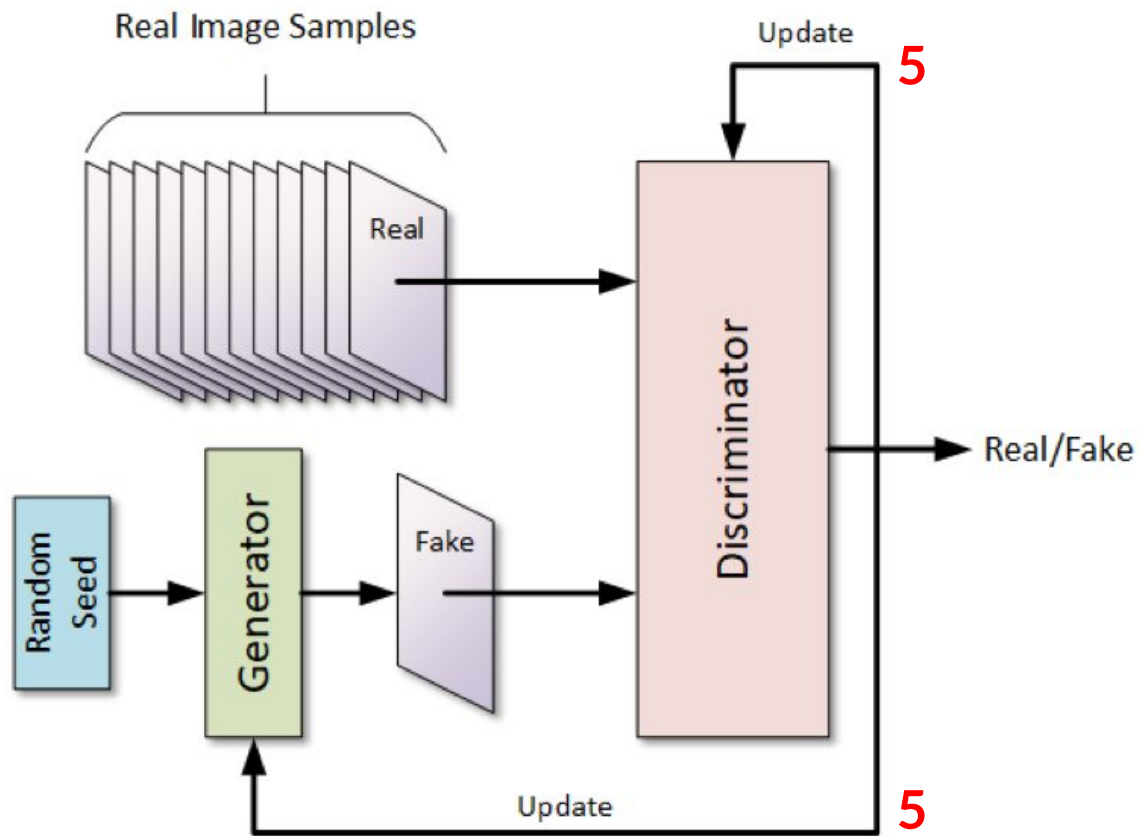 Real Image Samples
Update
5
Real
Discriminator
Real/Fake
Random
Seed
Generator
Fake
Update
5